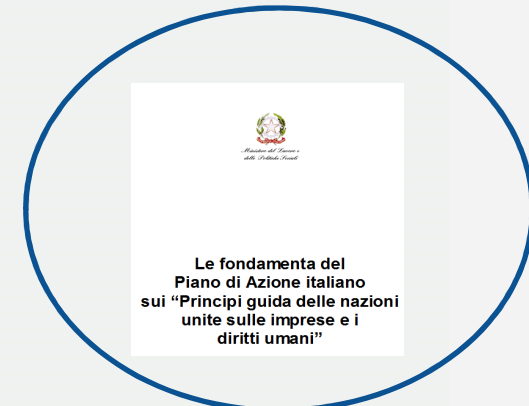 Ministero del Lavoro e
delle Politiche Sociali
Le fondamenta del
Piano di Azione italiano
sui “Principi guida delle nazioni
unite sulle imprese e i
diritti umani”